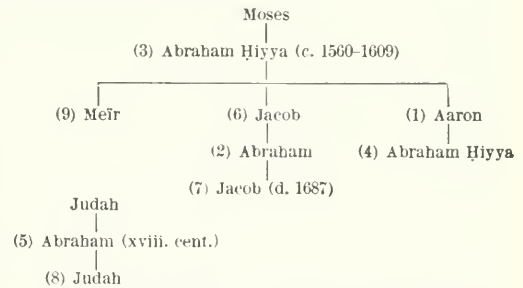 Moses
(3) Abraham Ḥiyya (c. 1560–1609)
(9) Meïr (6) Jacob (1) Aaron
(2) Abraham (4) Abraham Ḥiyya
(7) Jacob (d. 1687)
Judah
(5) Abraham (xviii. cent.)
(8) Judah